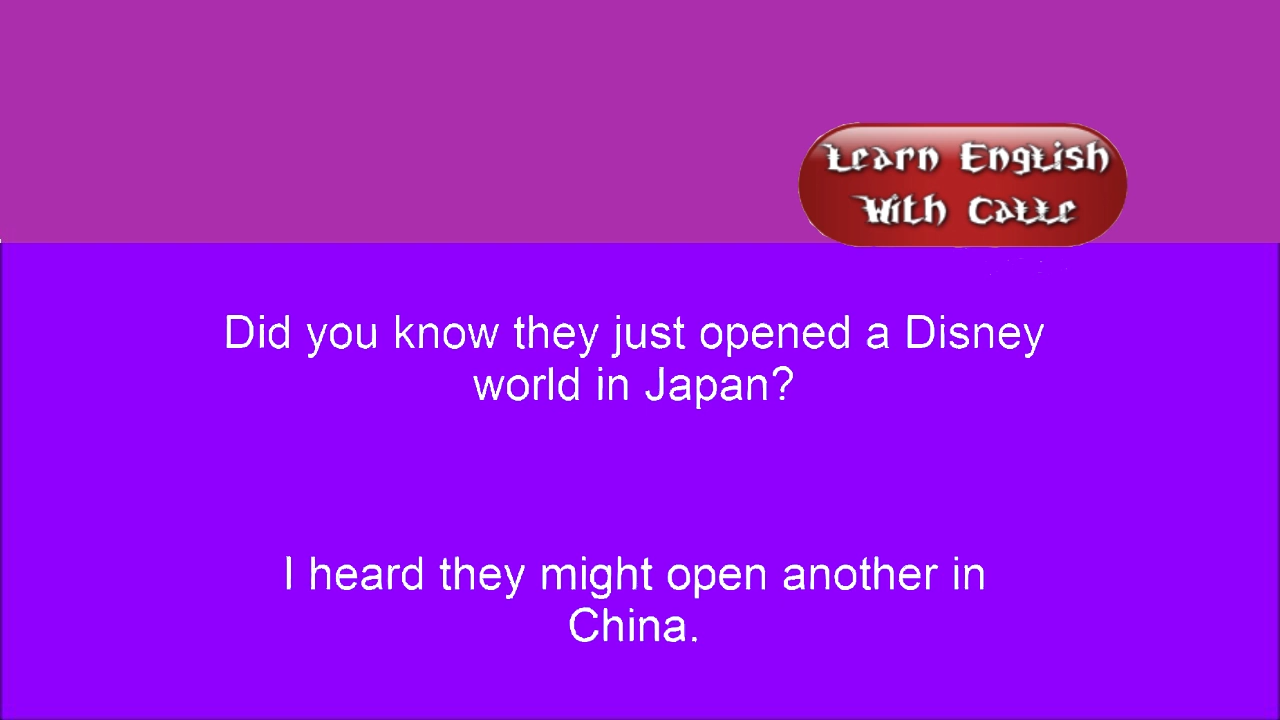 Learn English
With Calle
Did you know they just opened a Disney
world in Japan?
I heard they might open another in
China.